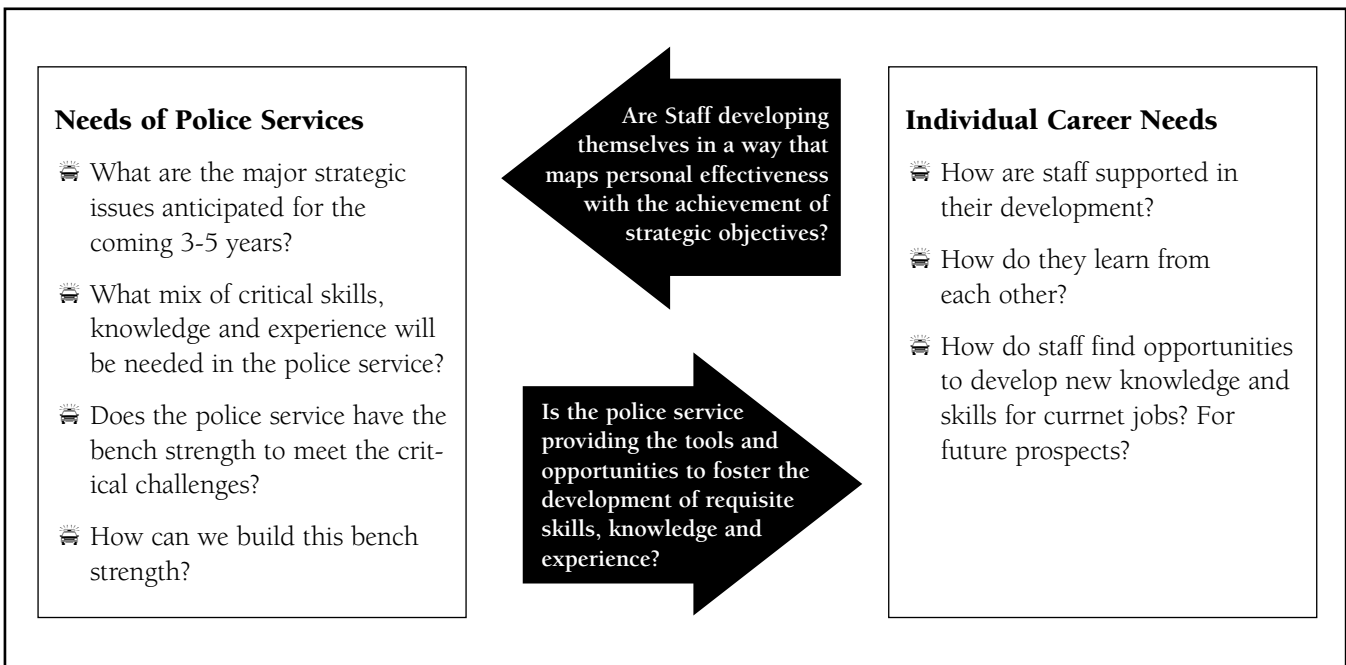 Needs of Police Services
What are the major strategic
issues anticipated for the
coming 3-5 years?
What mix of critical skills,
knowledge and experience will
be needed in the police service?
Does the police service have the
bench strength to meet the crit-
ical challenges?
How can we build this bench
strength?
Are Staff developing
themselves in a way that
maps personal effectiveness
with the achievement of
strategic objectives?
Is the police service
providing the tools and
opportunities to foster the
development of requisite
skills, knowledge and
experience?
Individual Career Needs
How are staff supported in
their development?
How do they learn from
each other?
How do staff find opportunities
to develop new knowledge and
skills for currnet jobs? For
future prospects?